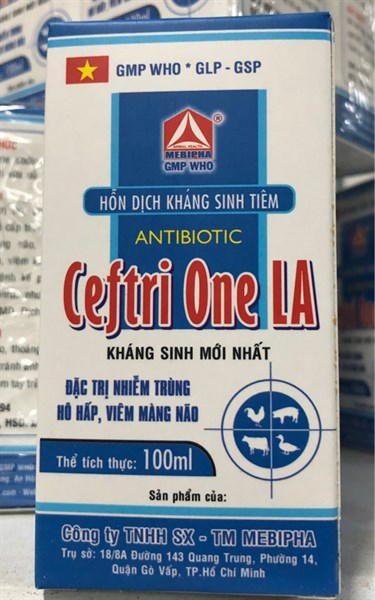 GMP WHO * GLP - GSP
ANIMAL HEALTH
MEBIPHA
GMP WHO
®
HỖN DỊCH KHÁNG SINH TIÊM
ANTIBIOTIC
Ceftri One LA
KHÁNG SINH MỚI NHẤT
ĐẶC TRỊ NHIỄM TRÙNG
HÔ HẤP, VIÊM MÀNG NÃO
Thể tích thực: 100ml
Sản phẩm của:
Công ty TNHH SX - TM MEBIPHA
Trụ sở: 18/8A Đường 143 Quang Trung, Phường 14,
Quận Gò Vấp, TP.Hồ Chí Minh